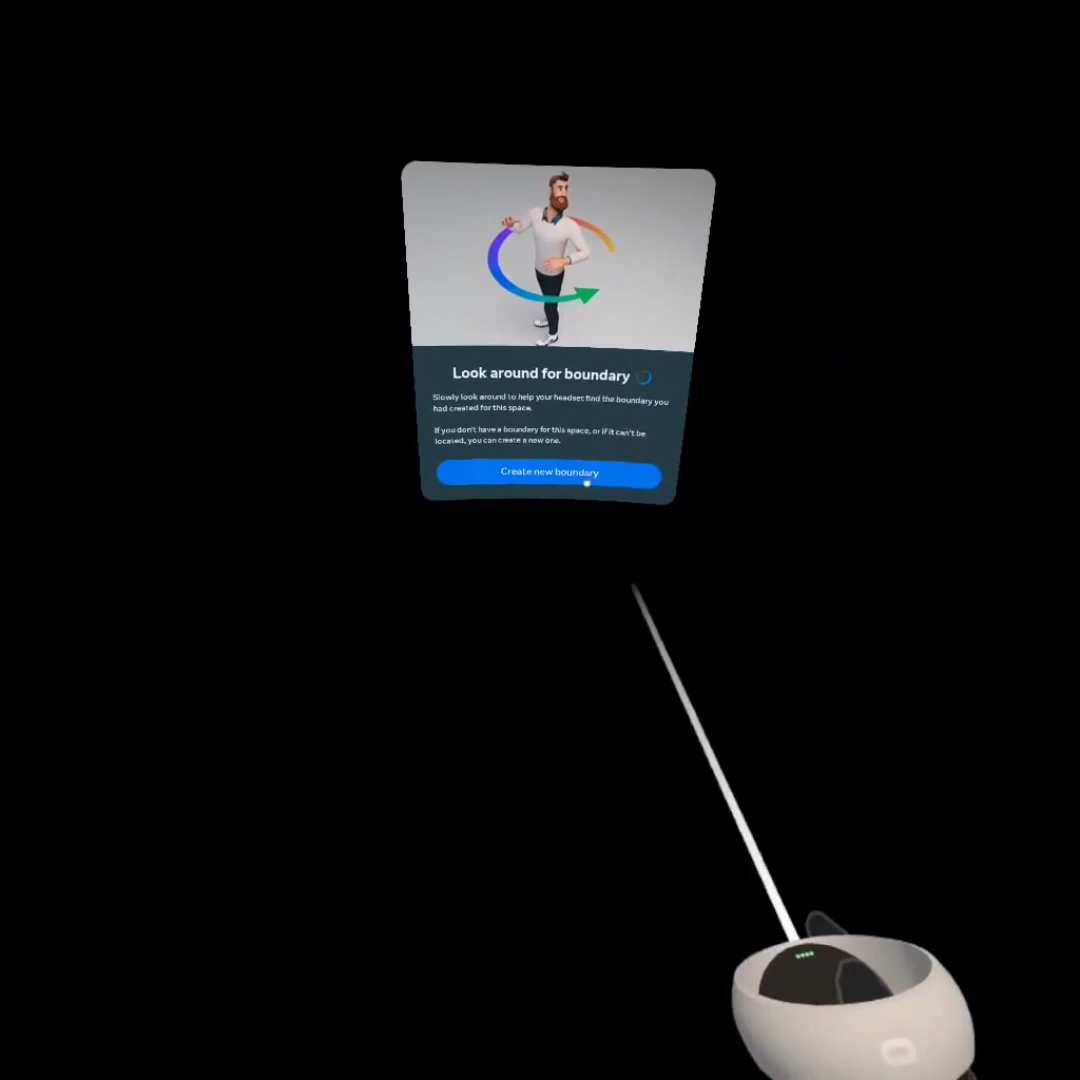 Look around for boundary
Slowly look around to help your headset find the boundary you
had created for this space.
If you don't have a boundary for this space, or if it can't be
located, you can create a new one.
Create new boundary